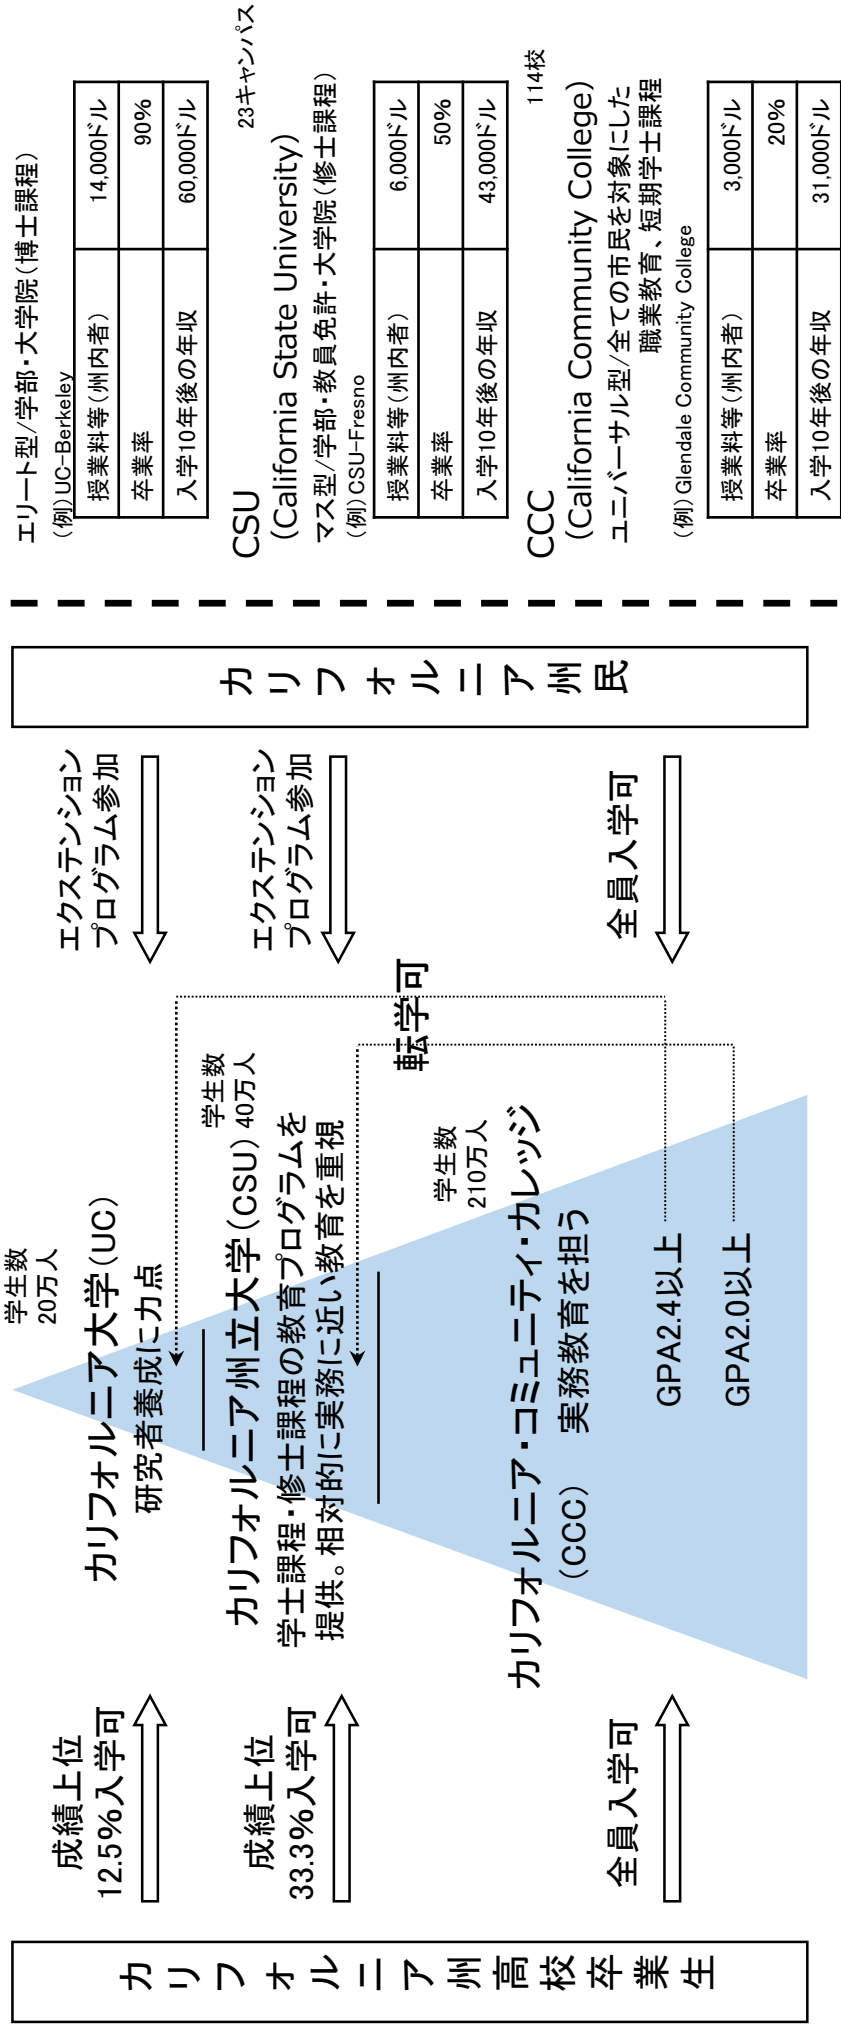 カリフォルニア州高校卒業生
成績上位
12.5%入学可
成績上位
33.3%入学可
全員入学可
学生数
20万人
カリフォルニア大学(UC)
研究者養成に力点
学生数
カリフォルニア州立大学(CSU) 40万人
学士課程・修士課程の教育プログラムを
提供。相対的に実務に近い教育を重視
学生数
210万人
カリフォルニア・コミュニティ・カレッジ
(CCC) 実務教育を担う
GPA2.4以上
GPA2.0以上
転学可
エクステンション
プログラム参加
エクステンション
プログラム参加
全員入学可
カリフォルニア州民
エリート型/学部・大学院(博士課程)
(例)UC-Berkeley
授業料等(州内者) 14,000ドル
卒業率 90%
入学10年後の年収 60,000ドル
23キャンパス
CSU
(California State University)
マス型/学部・教員免許・大学院(修士課程)
(例)CSU-Fresno
授業料等(州内者) 6,000ドル
卒業率 50%
入学10年後の年収 43,000ドル
114校
CCC
(California Community College)
ユニバーサル型/全ての市民を対象にした
職業教育、短期学士課程
(例)Glendale Community College
授業料等(州内者) 3,000ドル
卒業率 20%
入学10年後の年収 31,000ドル